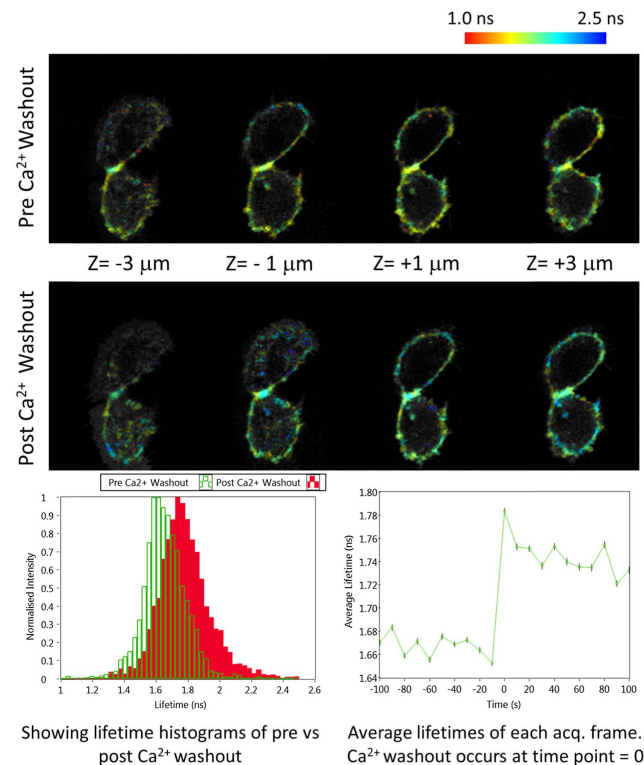 1.0 ns 2.5 ns
Pre Ca²⁺ Washout
Z= -3 μm Z= - 1 μm Z= +1 μm Z= +3 μm
Post Ca²⁺ Washout
Pre Ca2+ Washout Post Ca2+ Washout
Normalised Intensity
1
0.9
0.8
0.7
0.6
0.5
0.4
0.3
0.2
0.1
0
1 1.2 1.4 1.6 1.8 2 2.2 2.4 2.6
Lifetime (ns)
Average Lifetime (ns)
1.80
1.78
1.76
1.74
1.72
1.70
1.68
1.66
1.64
-100 -80 -60 -40 -20 0 20 40 60 80 100
Time (s)
Showing lifetime histograms of pre vs
post Ca²⁺ washout
Average lifetimes of each acq. frame.
Ca²⁺ washout occurs at time point = 0